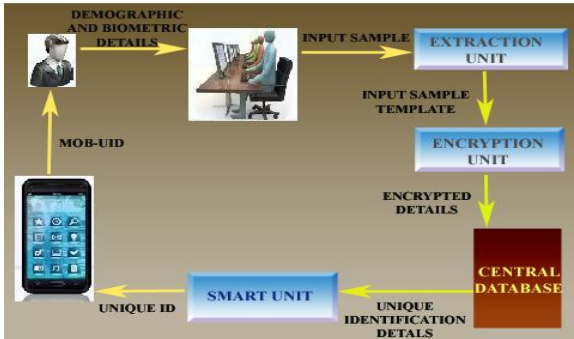 DEMOGRAPHIC
AND BIOMETRIC
DETAILS
INPUT SAMPLE
EXTRACTION
UNIT
INPUT SAMPLE
TEMPLATE
ENCRYPTION
UNIT
ENCRYPTED
DETAILS
CENTRAL
DATABASE
UNIQUE
IDENTIFICATION
DETALS
SMART UNIT
UNIQUE ID
MOB-UID